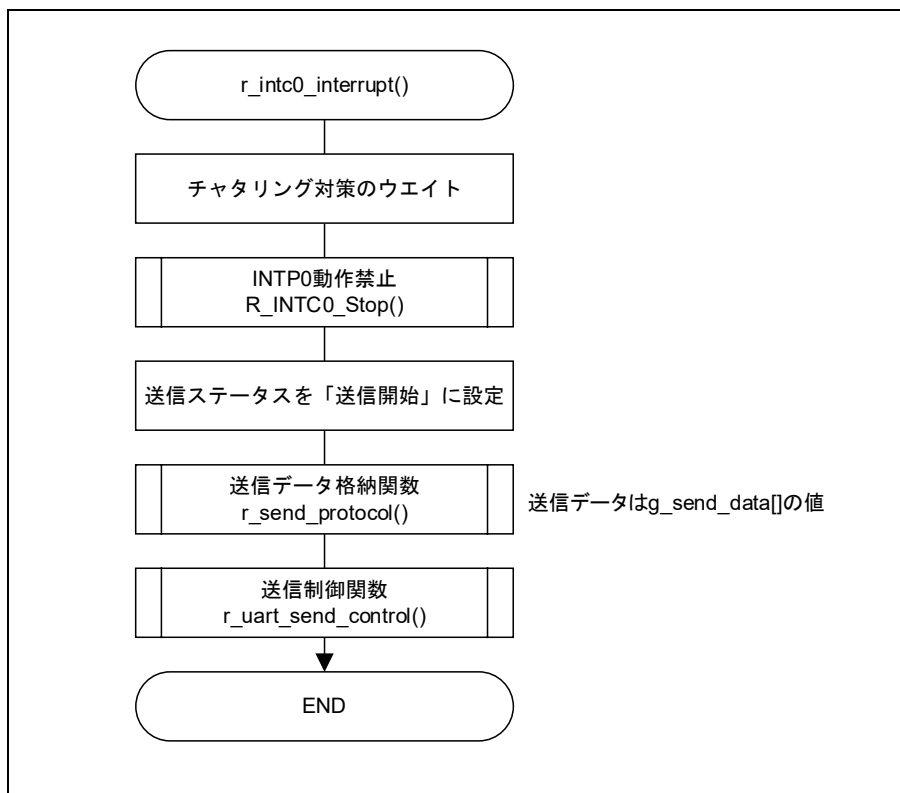 r_intc0_interrupt()
チャタリング対策のウエイト
INTP0動作禁止
R_INTC0_Stop()
送信ステータスを「送信開始」に設定
送信データ格納関数
r_send_protocol()
送信データはg_send_data[]の値
送信制御関数
r_uart_send_control()
END